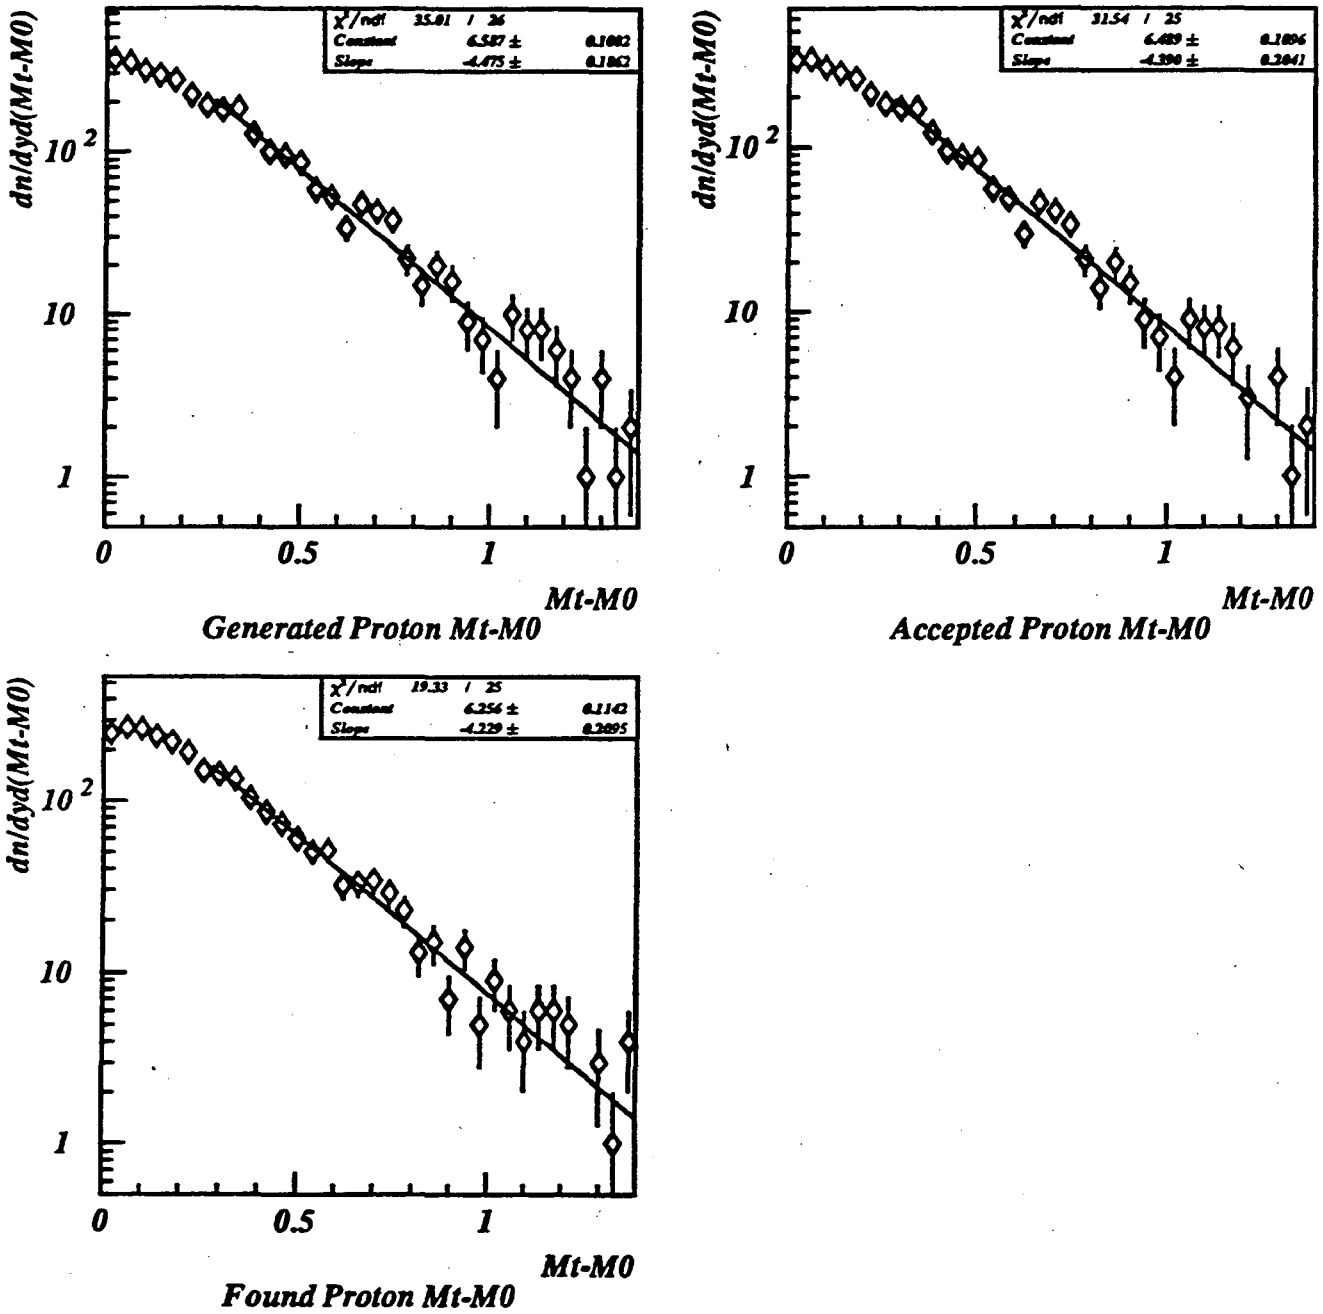 dn/dyd(Mt-M0)
χ²/ndf 35.01 / 26
Constant 6.587 ± 0.1082
Slope -4.475 ± 0.1862
10²
10
1
0 0.5 1
Mt-M0
Generated Proton Mt-M0
dn/dyd(Mt-M0)
χ²/ndf 31.54 / 25
Constant 6.489 ± 0.1096
Slope -4.390 ± 0.2041
10²
10
1
0 0.5 1
Mt-M0
Accepted Proton Mt-M0
dn/dyd(Mt-M0)
χ²/ndf 19.33 / 25
Constant 6.256 ± 0.1142
Slope -4.229 ± 0.2095
10²
10
1
0 0.5 1
Mt-M0
Found Proton Mt-M0